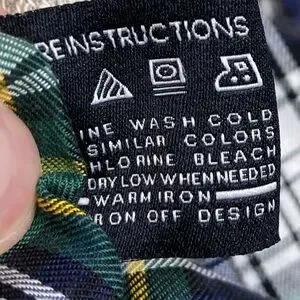 REINSTRUCTIONS
INE WASH COLD
SIMILAR COLORS
HLORINE BLEACH
DRY LOW WHEN NEEDED
WARM IRON
RON OFF DESIGN